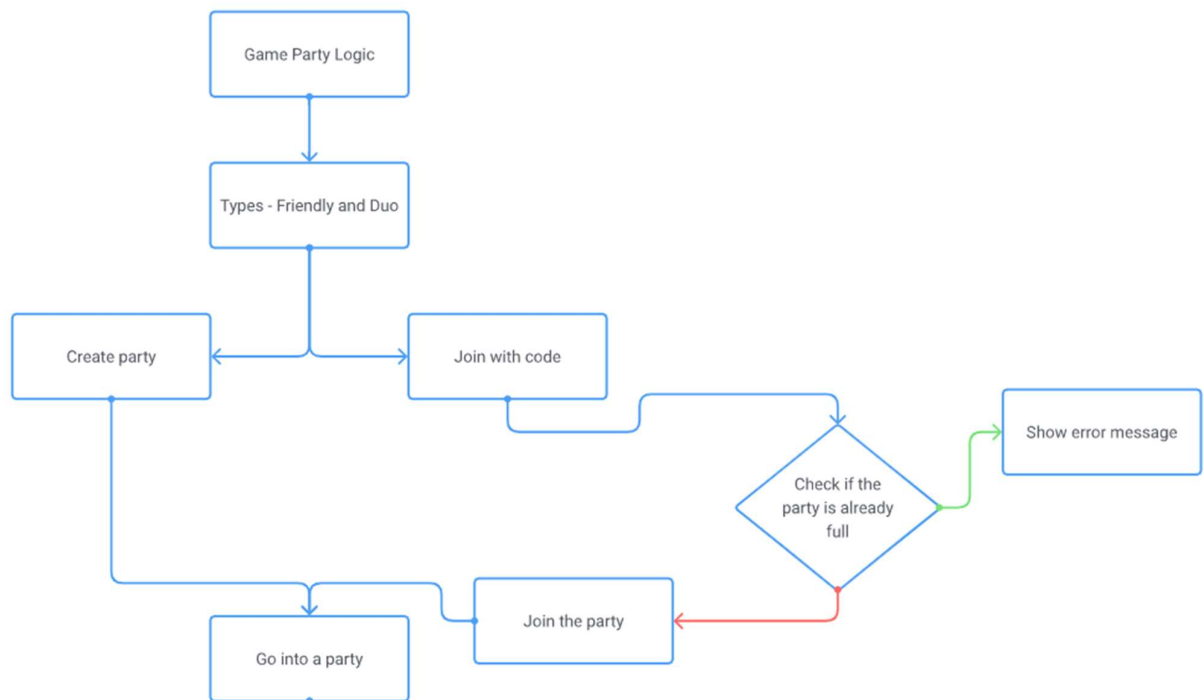 Game Party Logic
Types - Friendly and Duo
Create party
Join with code
Show error message
Check if the
party is already
full
Join the party
Go into a party